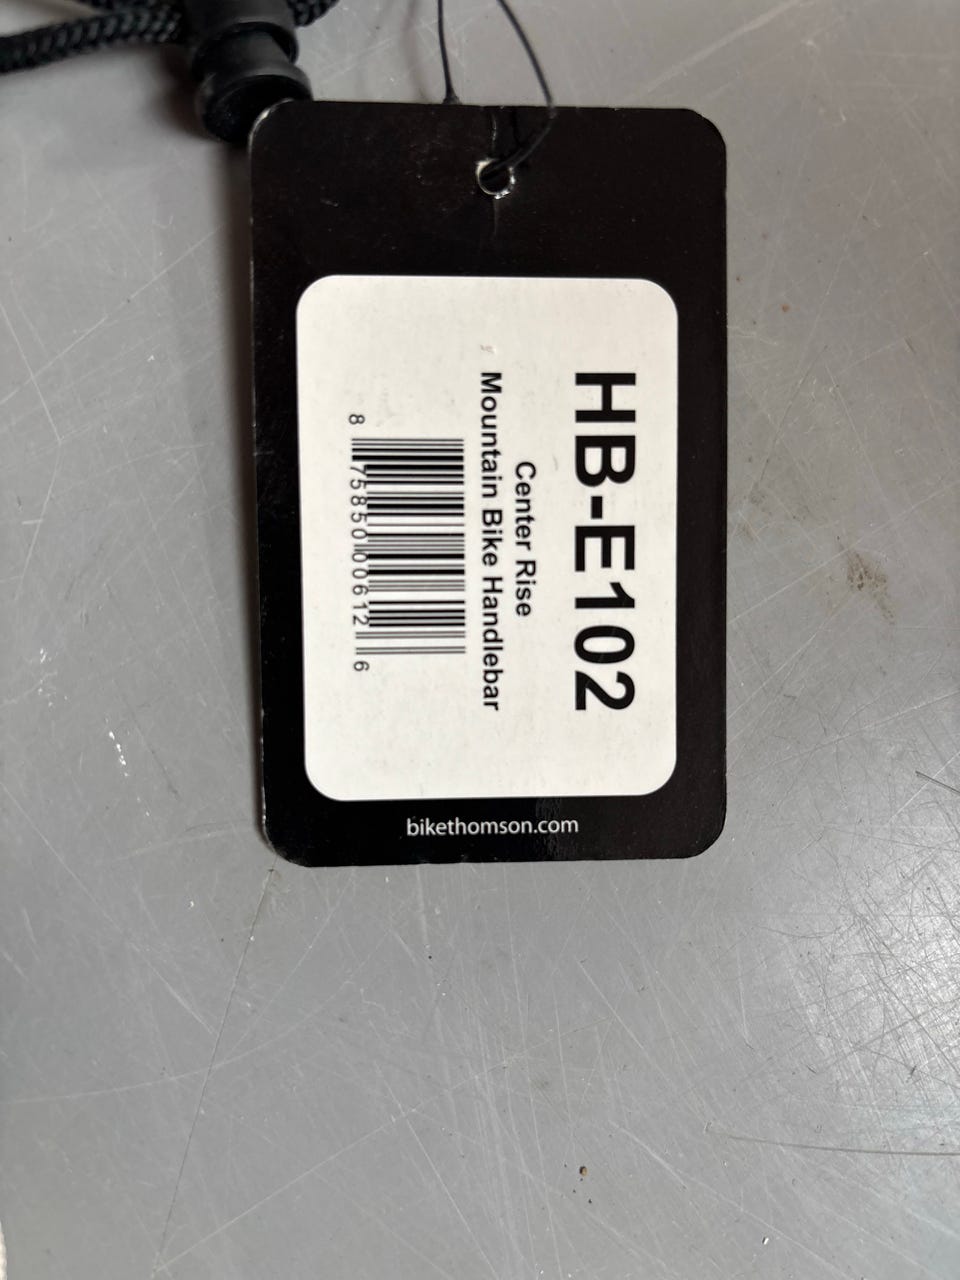 HB-E102
Center Rise
Mountain Bike Handlebar
8 75850 00612 6
bikethomson.com